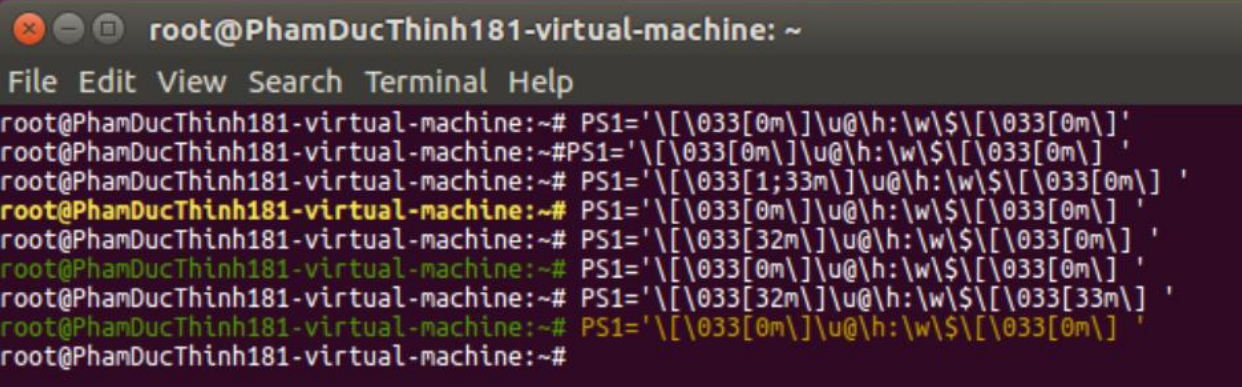 root@PhamDucThinh181-virtual-machine: ~
File Edit View Search Terminal Help
root@PhamDucThinh181-virtual-machine:~# PS1='\[\033[0m\]\u@\h:\w\$\[\033[0m\]'
root@PhamDucThinh181-virtual-machine:~#PS1='\[\033[0m\]\u@\h:\w\$\[\033[0m\] '
root@PhamDucThinh181-virtual-machine:~# PS1='\[\033[1;33m\]\u@\h:\w\$\[\033[0m\] '
root@PhamDucThinh181-virtual-machine:~# PS1='\[\033[0m\]\u@\h:\w\$\[\033[0m\] '
root@PhamDucThinh181-virtual-machine:~# PS1='\[\033[32m\]\u@\h:\w\$\[\033[0m\] '
root@PhamDucThinh181-virtual-machine:~# PS1='\[\033[0m\]\u@\h:\w\$\[\033[0m\] '
root@PhamDucThinh181-virtual-machine:~# PS1='\[\033[32m\]\u@\h:\w\$\[\033[33m\] '
root@PhamDucThinh181-virtual-machine:~# PS1='\[\033[0m\]\u@\h:\w\$\[\033[0m\] '
root@PhamDucThinh181-virtual-machine:~#